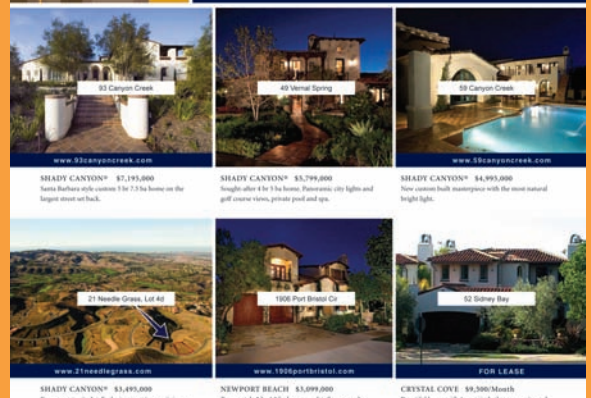 93 Canyon Creek
49 Vernal Spring
59 Canyon Creek
www.93canyoncreek.com
www.59canyoncreek.com
SHADY CANYON® $7,195,000
Santa Barbara style custom 5 br 7.5 ba home on the
largest street set back.
SHADY CANYON® $5,799,000
Sought-after 4 br 5 ba home. Panoramic city lights and
golf course views, private pool and spa.
SHADY CANYON® $4,995,000
New custom built masterpiece with the most natural
bright light.
21 Needle Grass, Lot 4d
1906 Port Bristol Cir
52 Sidney Bay
www.21needlegrass.com
www.1906portbristol.com
FOR LEASE
SHADY CANYON® $3,495,000
NEWPORT BEACH $3,099,000
CRYSTAL COVE $9,500/Month